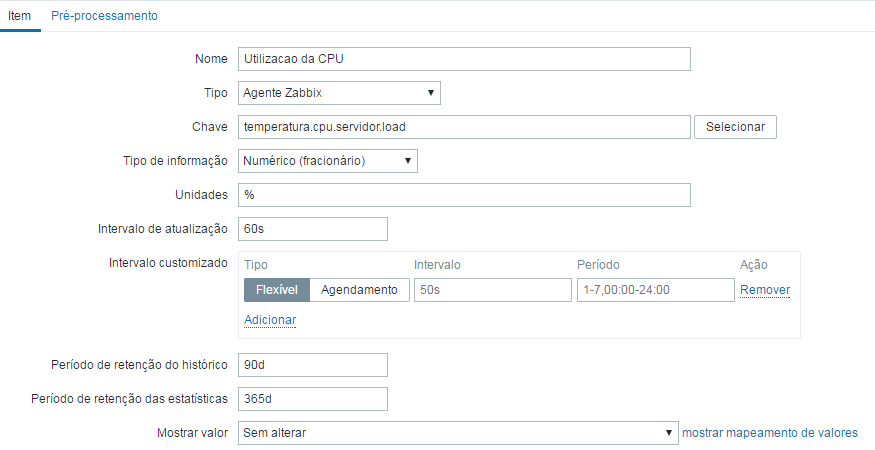 Item Pré-processamento
Nome Utilizacao da CPU
Tipo Agente Zabbix
Chave temperatura.cpu.servidor.load Selecionar
Tipo de informação Numérico (fracionário)
Unidades %
Intervalo de atualização 60s
Intervalo customizado Tipo Intervalo Período Ação
Flexível Agendamento 50s 1-7,00:00-24:00 Remover
Adicionar
Período de retenção do histórico 90d
Período de retenção das estatísticas 365d
Mostrar valor Sem alterar mostrar mapeamento de valores